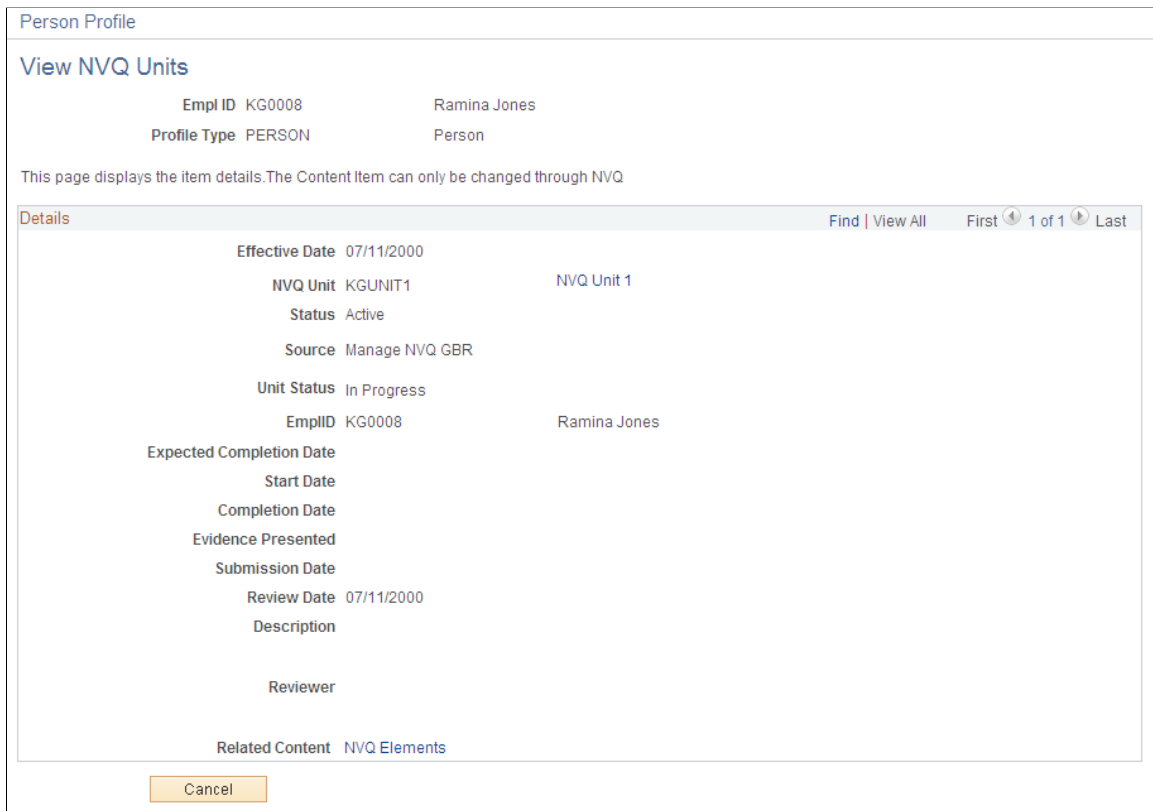 Person Profile
View NVQ Units
Empl ID KG0008 Ramina Jones
Profile Type PERSON Person
This page displays the item details.The Content Item can only be changed through NVQ
Details Find | View All First 1 of 1 Last
Effective Date 07/11/2000
NVQ Unit KGUNIT1 NVQ Unit 1
Status Active
Source Manage NVQ GBR
Unit Status In Progress
EmplID KG0008 Ramina Jones
Expected Completion Date
Start Date
Completion Date
Evidence Presented
Submission Date
Review Date 07/11/2000
Description
Reviewer
Related Content NVQ Elements
Cancel